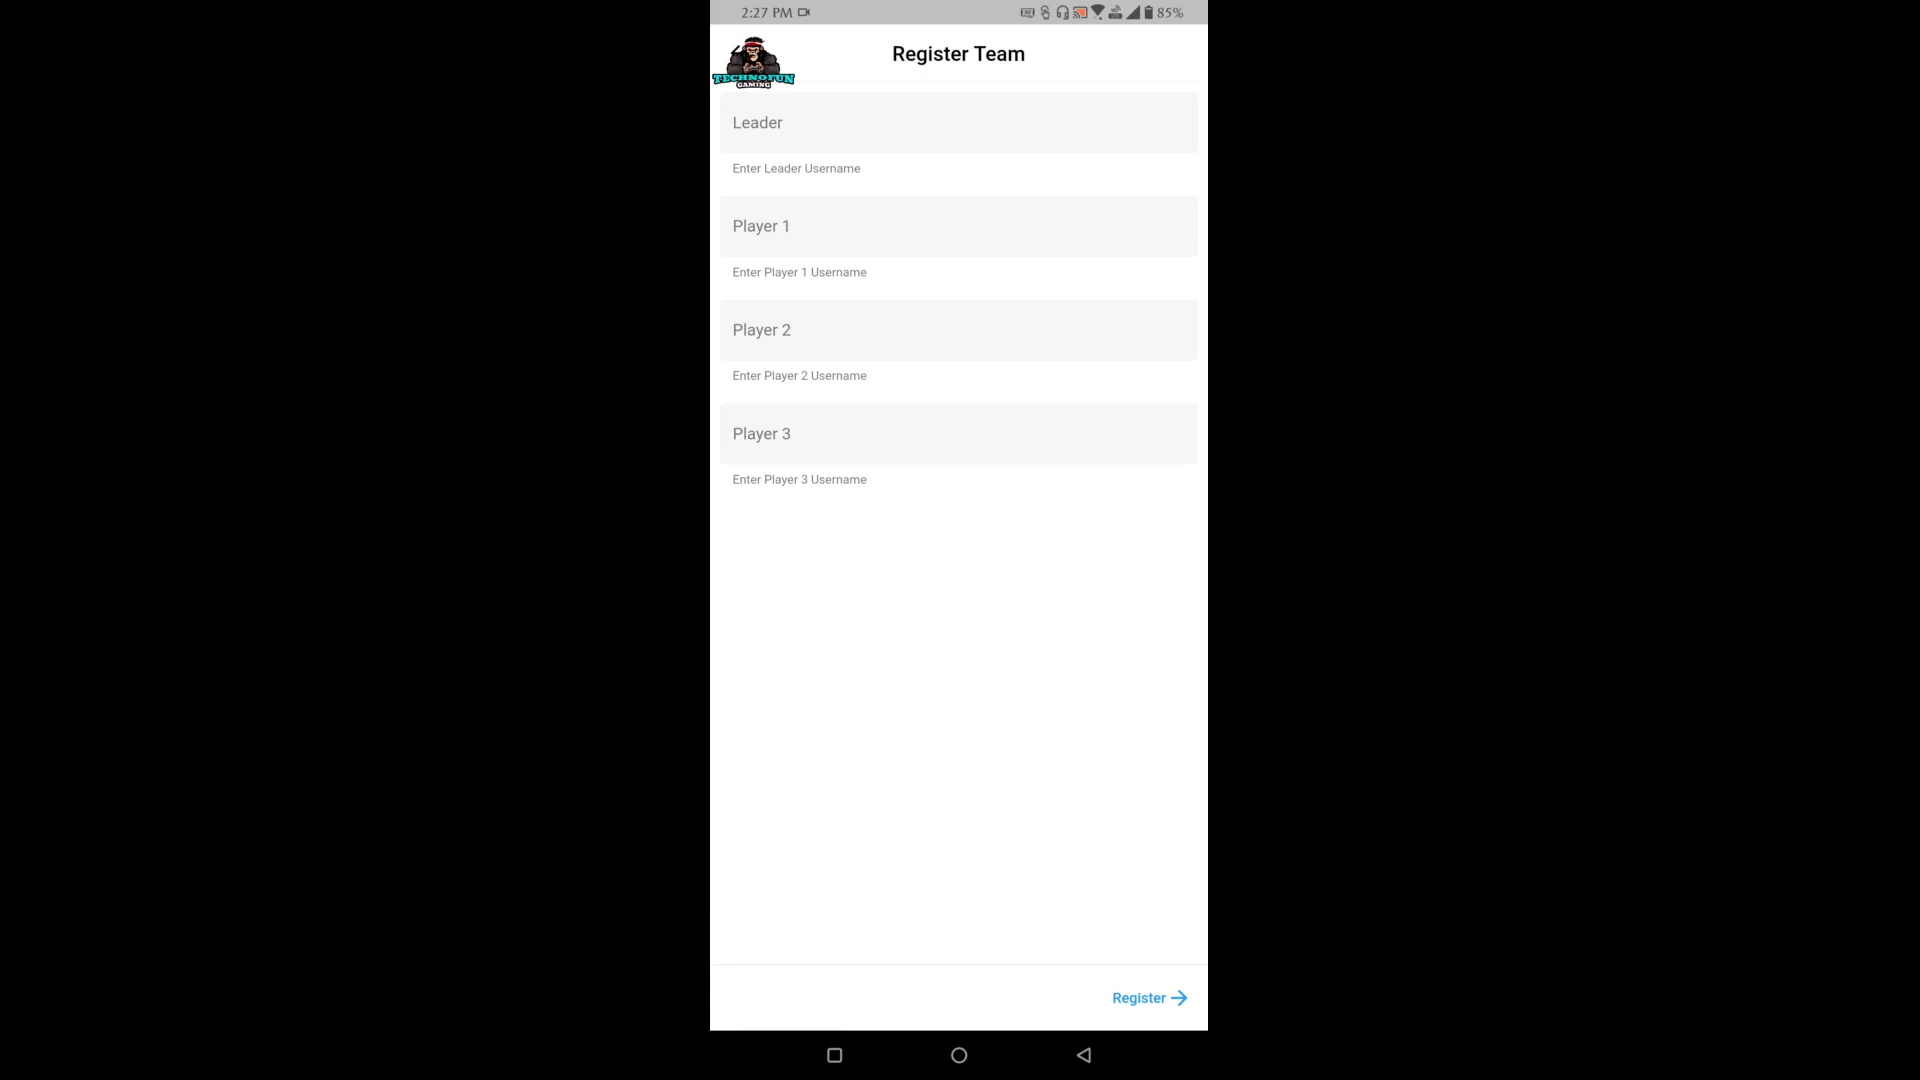 2:27 PM
85%
Register Team
TECHNOFUN
GAMING
Leader
Enter Leader Username
Player 1
Enter Player 1 Username
Player 2
Enter Player 2 Username
Player 3
Enter Player 3 Username
Register